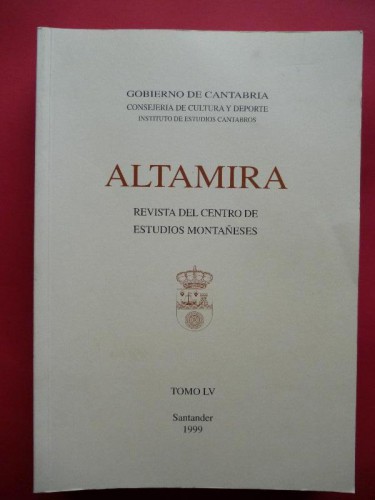 GOBIERNO DE CANTABRIA
CONSEJERIA DE CULTURA Y DEPORTE
INSTITUTO DE ESTUDIOS CANTABROS
ALTAMIRA
REVISTA DEL CENTRO DE
ESTUDIOS MONTAÑESES
TOMO LV
Santander
1999